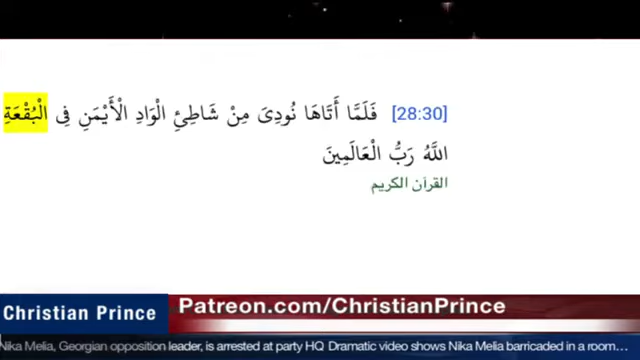 [28:30] فَلَمَّا أَتَاهَا نُودِىَ مِنْ شَاطِئِ الْوَادِ الْأَيْمَنِ فِى الْبُقْعَةِ
اللَّهُ رَبُّ الْعَالَمِينَ
القرآن الكريم
Christian Prince
Patreon.com/ChristianPrince
Nika Melia, Georgian opposition leader, is arrested at party HQ Dramatic video shows Nika Melia barricaded in a room…